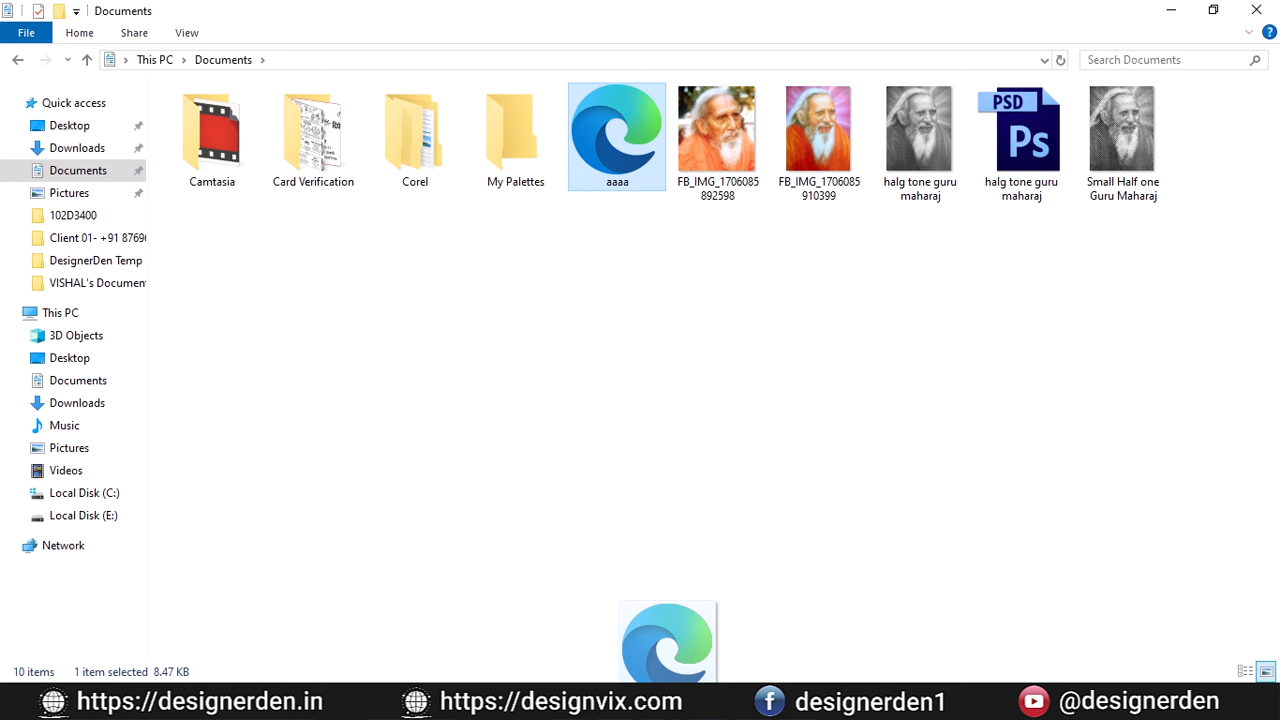 Documents
File Home Share View
This PC Documents
Search Documents
Quick access
Desktop
Downloads
Documents
Pictures
102D3400
Client 01- +91 8769
DesignerDen Temp
VISHAL's Documen
This PC
3D Objects
Desktop
Documents
Downloads
Music
Pictures
Videos
Local Disk (C:)
Local Disk (E:)
Network
Camtasia
Card Verification
Corel
My Palettes
aaaa
FB_IMG_1706085
892598
FB_IMG_1706085
910399
halg tone guru
maharaj
PSD
Ps
halg tone guru
maharaj
Small Half one
Guru Maharaj
10 items 1 item selected 8.47 KB
https://designerden.in https://designvix.com designerden1 @designerden